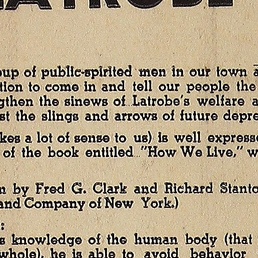 LATROBE
oup of public-spirited men in our town a
tion to come in and tell our people the
gthen the sinews of Latrobe's welfare a
st the slings and arrows of future depre
kes a lot of sense to us) is well expresse
of the book entitled "How We Live," w
n by Fred G. Clark and Richard Stanto
and Company of New York.)
:
s knowledge of the human body (that
whole), he is able to avoid behavior